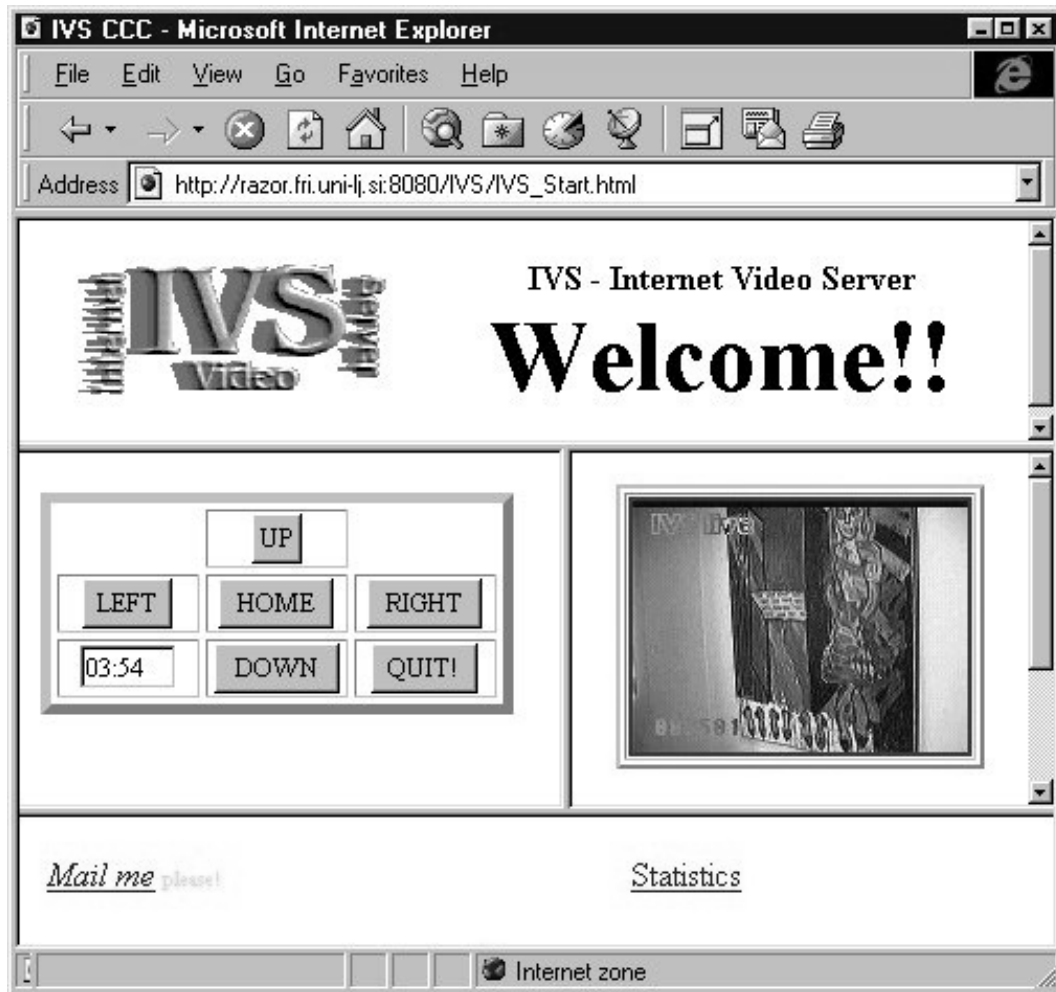 IVS CCC - Microsoft Internet Explorer
File Edit View Go Favorites Help
Address http://razor.fri.uni-lj.si:8080/IVS/IVS_Start.html
IVS
Video
IVS - Internet Video Server
Welcome!!
UP
LEFT HOME RIGHT
03:54 DOWN QUIT!
IVS live
Mail me please!
Statistics
Internet zone